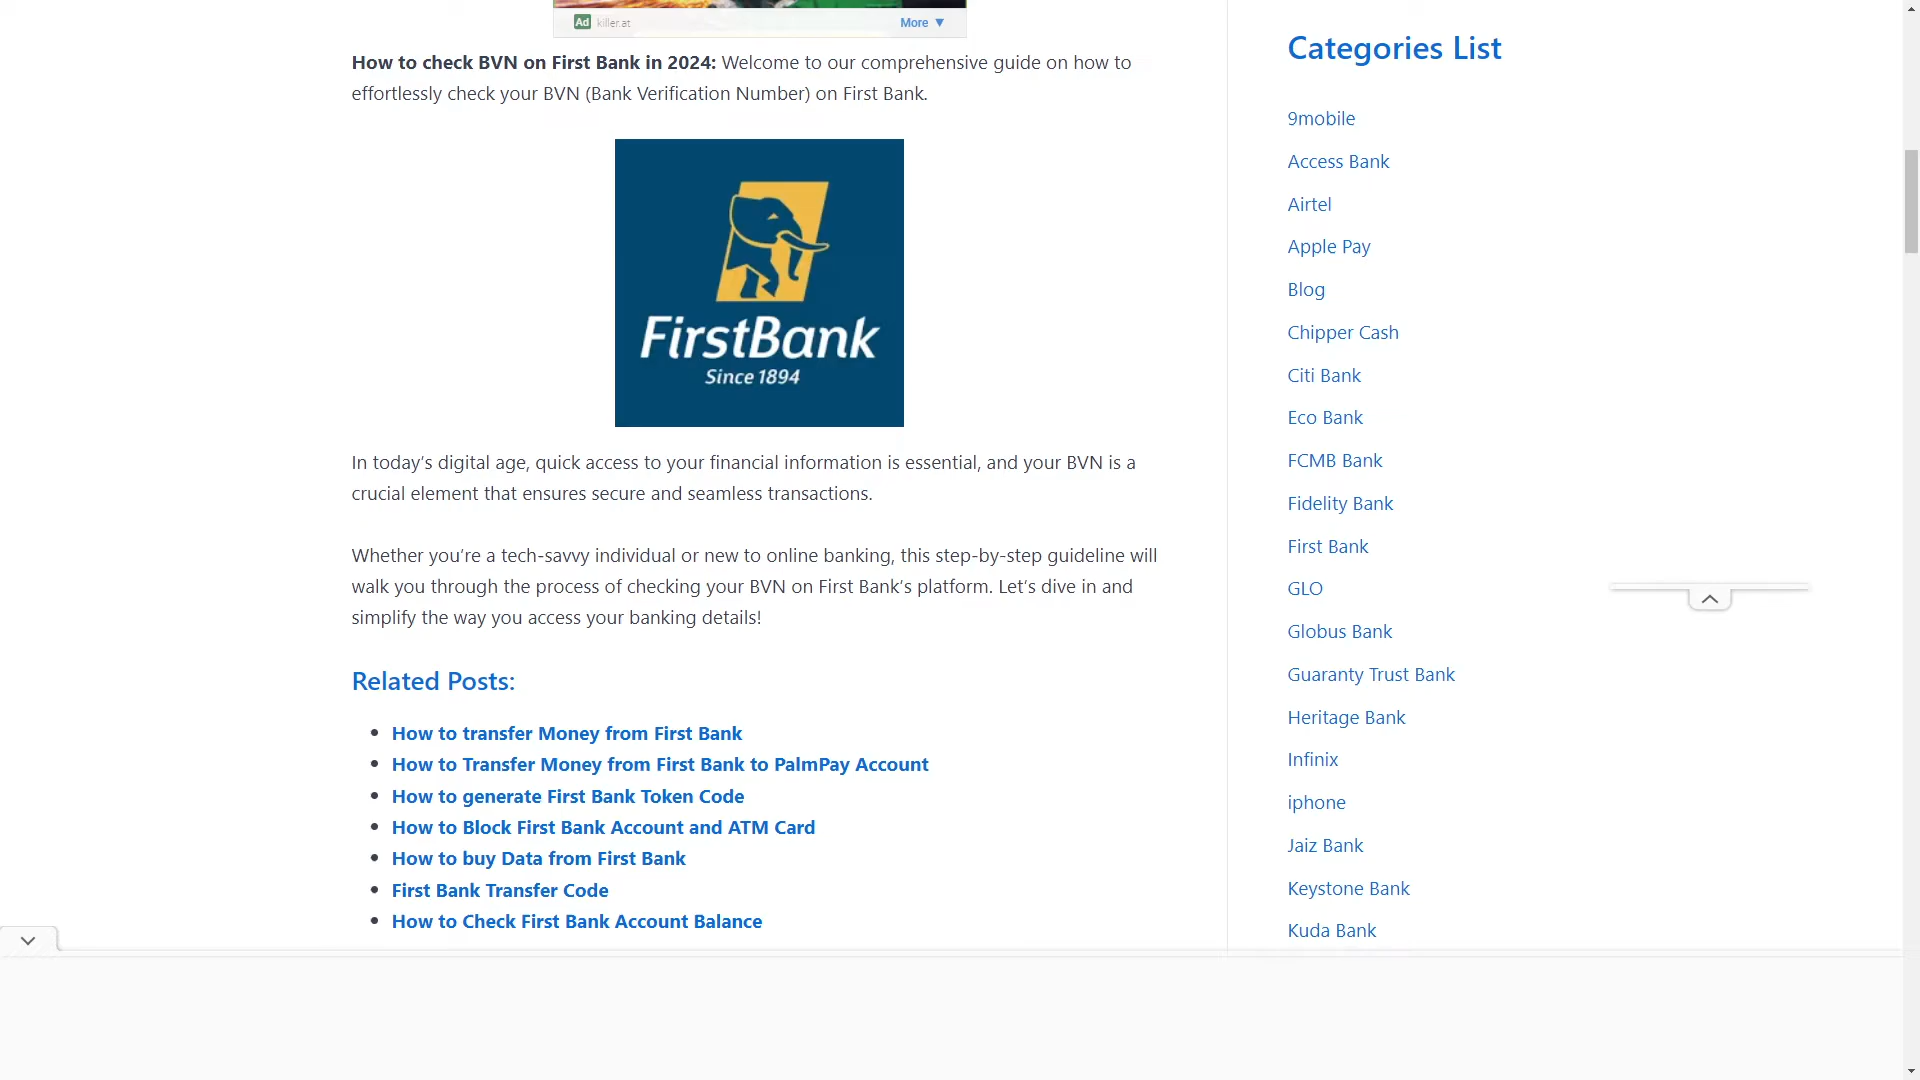 Ad killer.at More ▼
How to check BVN on First Bank in 2024: Welcome to our comprehensive guide on how to
effortlessly check your BVN (Bank Verification Number) on First Bank.
FirstBank
Since 1894
In today’s digital age, quick access to your financial information is essential, and your BVN is a
crucial element that ensures secure and seamless transactions.
Whether you’re a tech-savvy individual or new to online banking, this step-by-step guideline will
walk you through the process of checking your BVN on First Bank’s platform. Let’s dive in and
simplify the way you access your banking details!
Related Posts:
• How to transfer Money from First Bank
• How to Transfer Money from First Bank to PalmPay Account
• How to generate First Bank Token Code
• How to Block First Bank Account and ATM Card
• How to buy Data from First Bank
• First Bank Transfer Code
• How to Check First Bank Account Balance
Categories List
9mobile
Access Bank
Airtel
Apple Pay
Blog
Chipper Cash
Citi Bank
Eco Bank
FCMB Bank
Fidelity Bank
First Bank
GLO
Globus Bank
Guaranty Trust Bank
Heritage Bank
Infinix
iphone
Jaiz Bank
Keystone Bank
Kuda Bank